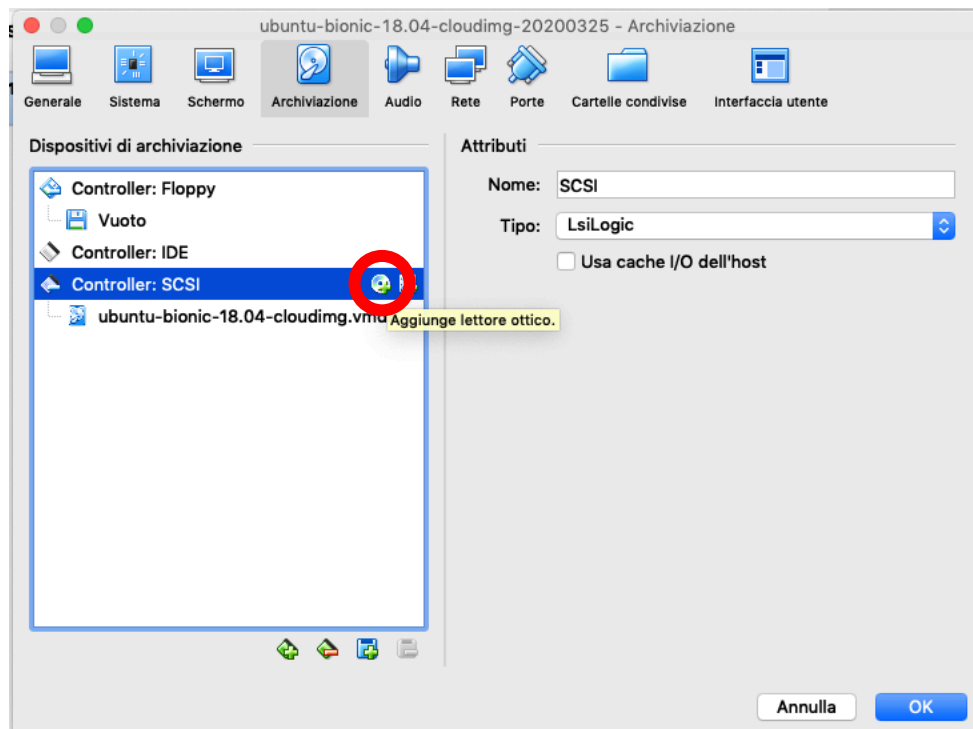 ubuntu-bionic-18.04-cloudimg-20200325 - Archiviazione
Generale Sistema Schermo Archiviazione Audio Rete Porte Cartelle condivise Interfaccia utente
Dispositivi di archiviazione
Controller: Floppy
Vuoto
Controller: IDE
Controller: SCSI
ubuntu-bionic-18.04-cloudimg.vmd
Aggiunge lettore ottico.
Attributi
Nome: SCSI
Tipo: LsiLogic
Usa cache I/O dell'host
Annulla OK